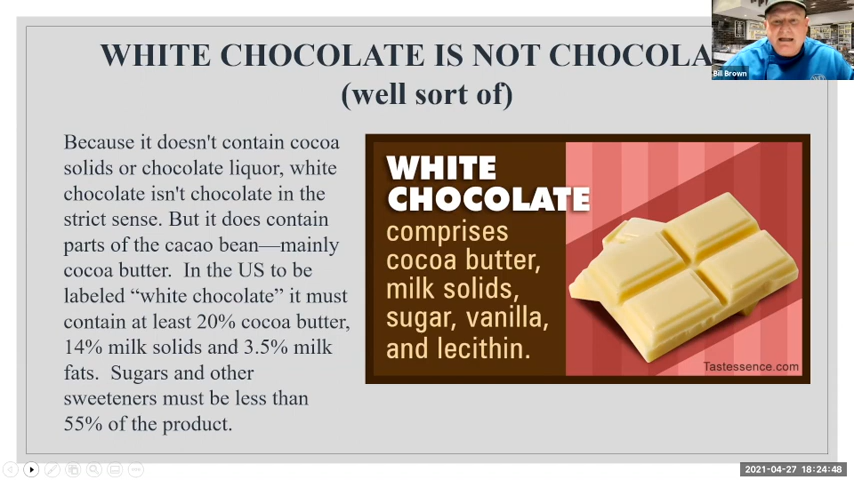 WHITE CHOCOLATE IS NOT CHOCOLA
(well sort of)
Because it doesn't contain cocoa
solids or chocolate liquor, white
chocolate isn't chocolate in the
strict sense. But it does contain
parts of the cacao bean—mainly
cocoa butter. In the US to be
labeled “white chocolate” it must
contain at least 20% cocoa butter,
14% milk solids and 3.5% milk
fats. Sugars and other
sweeteners must be less than
55% of the product.
WHITE
CHOCOLATE
comprises
cocoa butter,
milk solids,
sugar, vanilla,
and lecithin.
Tastessence.com
Bill Brown
2021-04-27 18:24:48